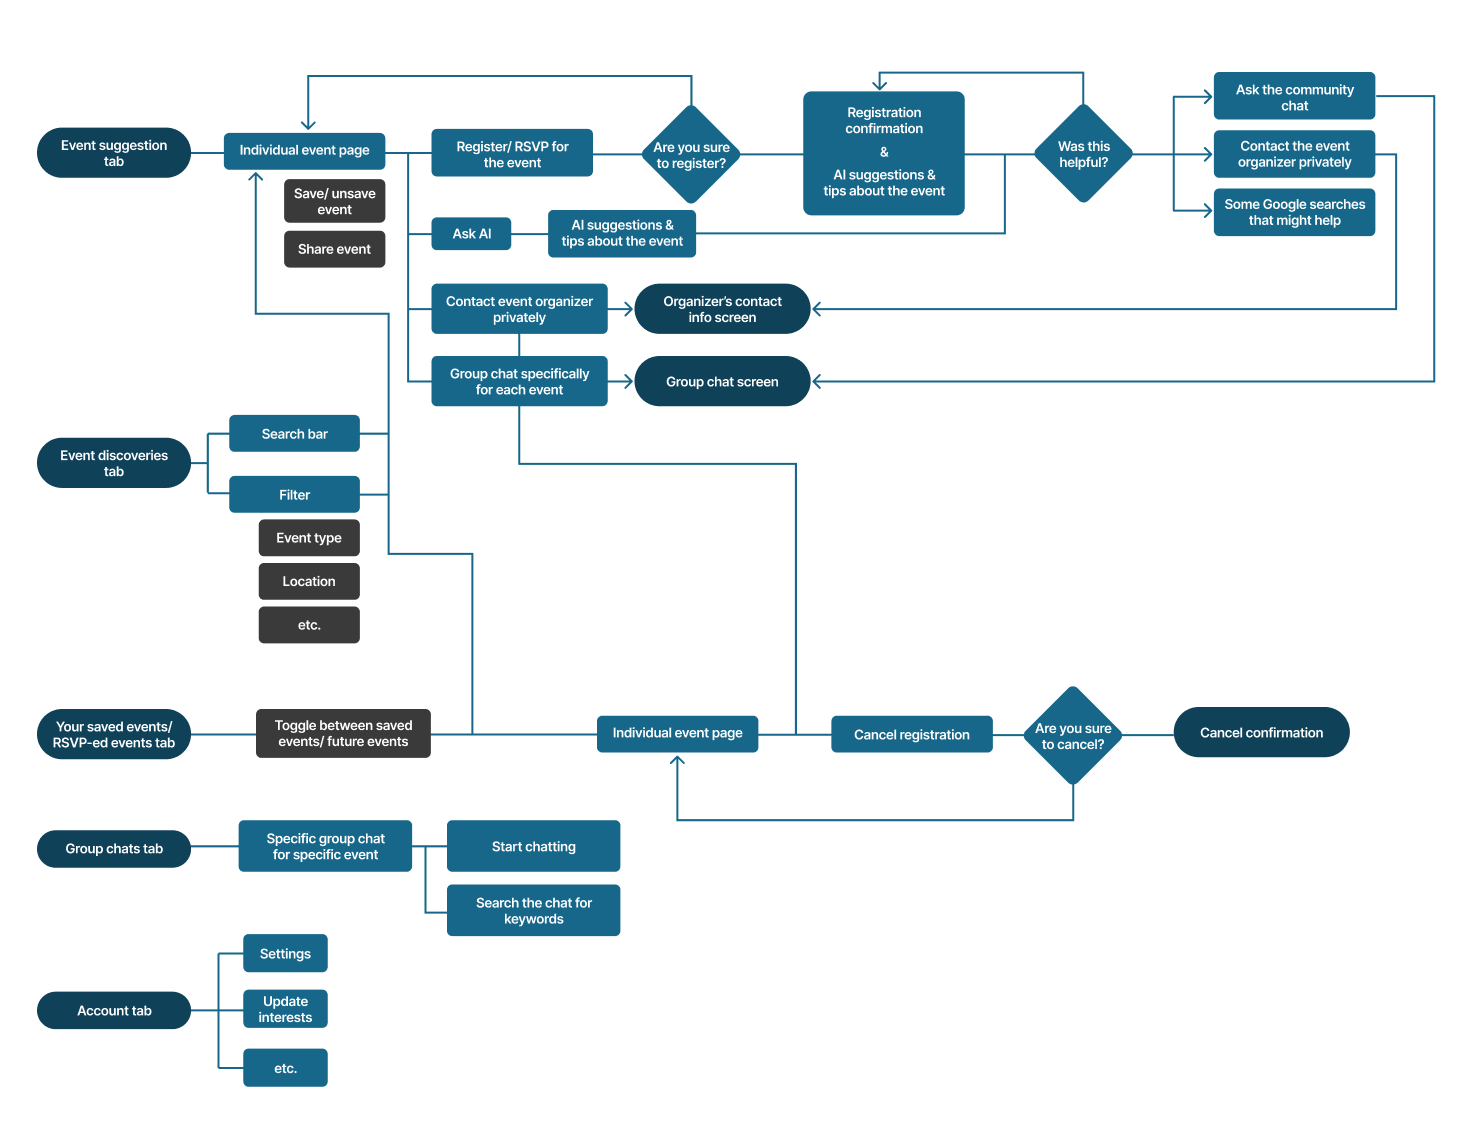 Event suggestion
tab
Individual event page
Save/ unsave
event
Share event
Register/ RSVP for
the event
Are you sure
to register?
Registration
confirmation
&
AI suggestions &
tips about the event
Was this
helpful?
Ask the community
chat
Contact the event
organizer privately
Some Google searches
that might help
Ask AI
AI suggestions &
tips about the event
Contact event organizer
privately
Organizer's contact
info screen
Group chat specifically
for each event
Group chat screen
Event discoveries
tab
Search bar
Filter
Event type
Location
etc.
Your saved events/
RSVP-ed events tab
Toggle between saved
events/ future events
Individual event page
Cancel registration
Are you sure
to cancel?
Cancel confirmation
Group chats tab
Specific group chat
for specific event
Start chatting
Search the chat for
keywords
Account tab
Settings
Update
interests
etc.